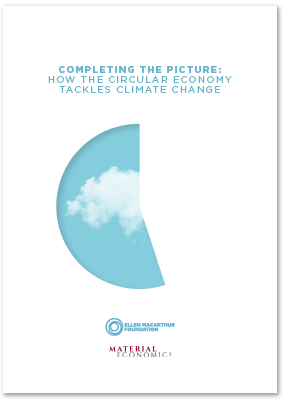 COMPLETING THE PICTURE:
HOW THE CIRCULAR ECONOMY
TACKLES CLIMATE CHANGE
ELLEN MACARTHUR
FOUNDATION
MATERIAL
ECONOMICS